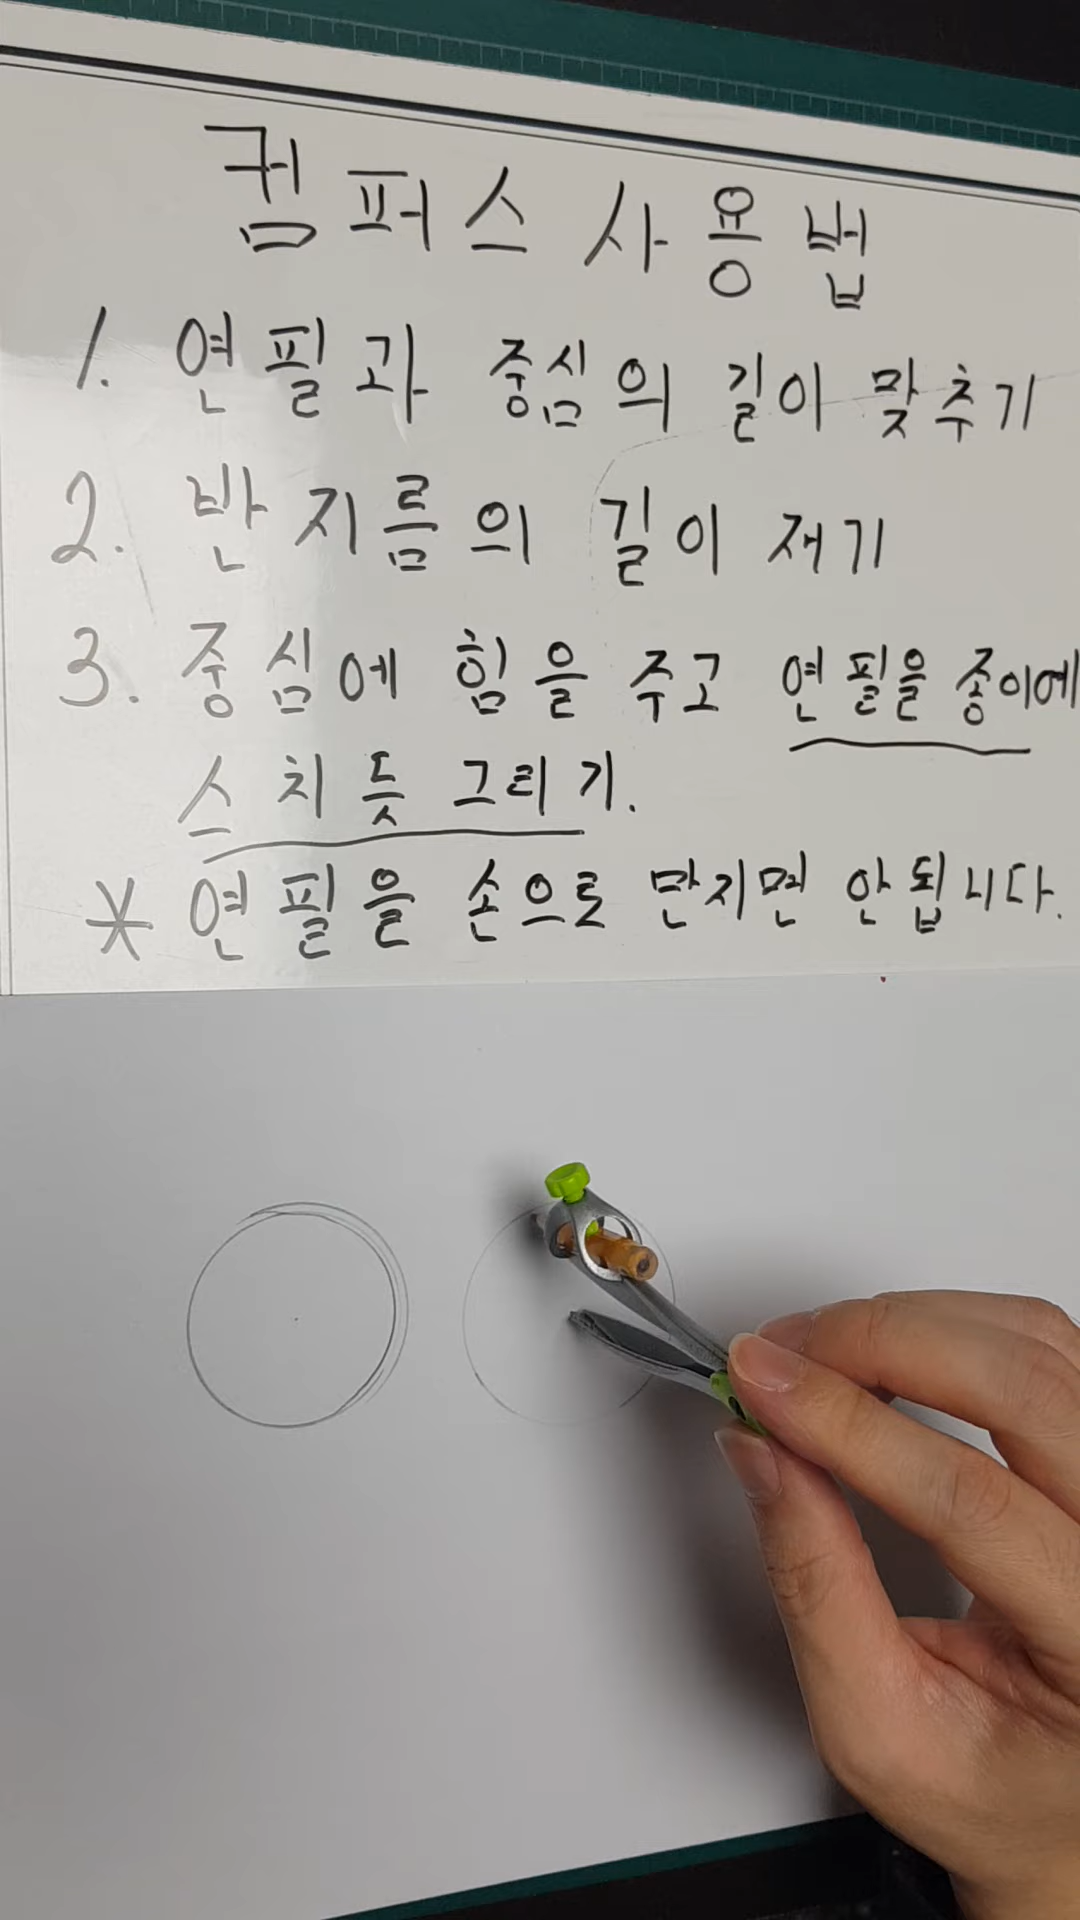 컴퍼스 사용법
1. 연필과 중심의 길이 맞추기
2. 반지름의 길이 재기
3. 중심에 힘을 주고 연필을 종이에
스치듯 그리기.
* 연필을 손으로 만지면 안됩니다.